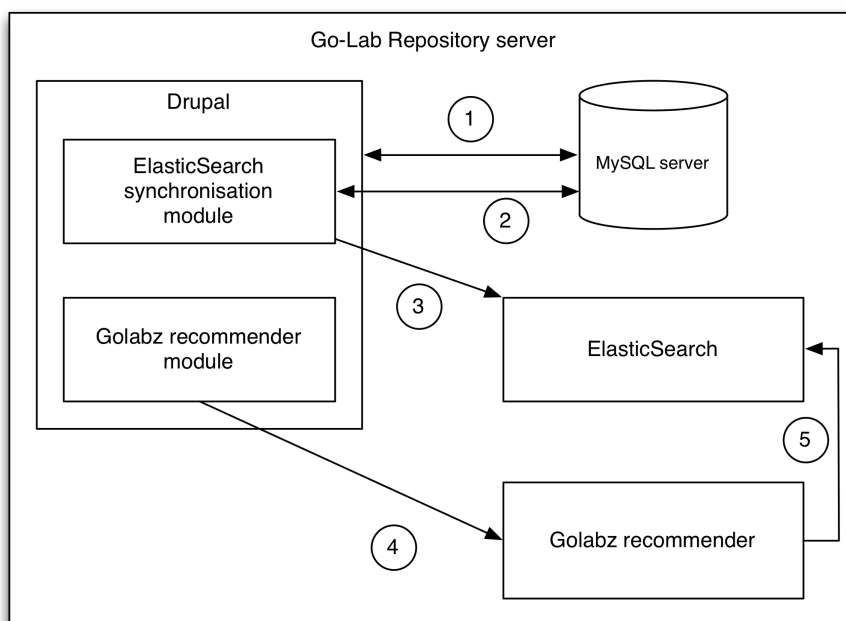 Go-Lab Repository server
Drupal
1
ElasticSearch
synchronisation
module
MySQL server
2
3
Golabz recommender
module
ElasticSearch
5
4
Golabz recommender